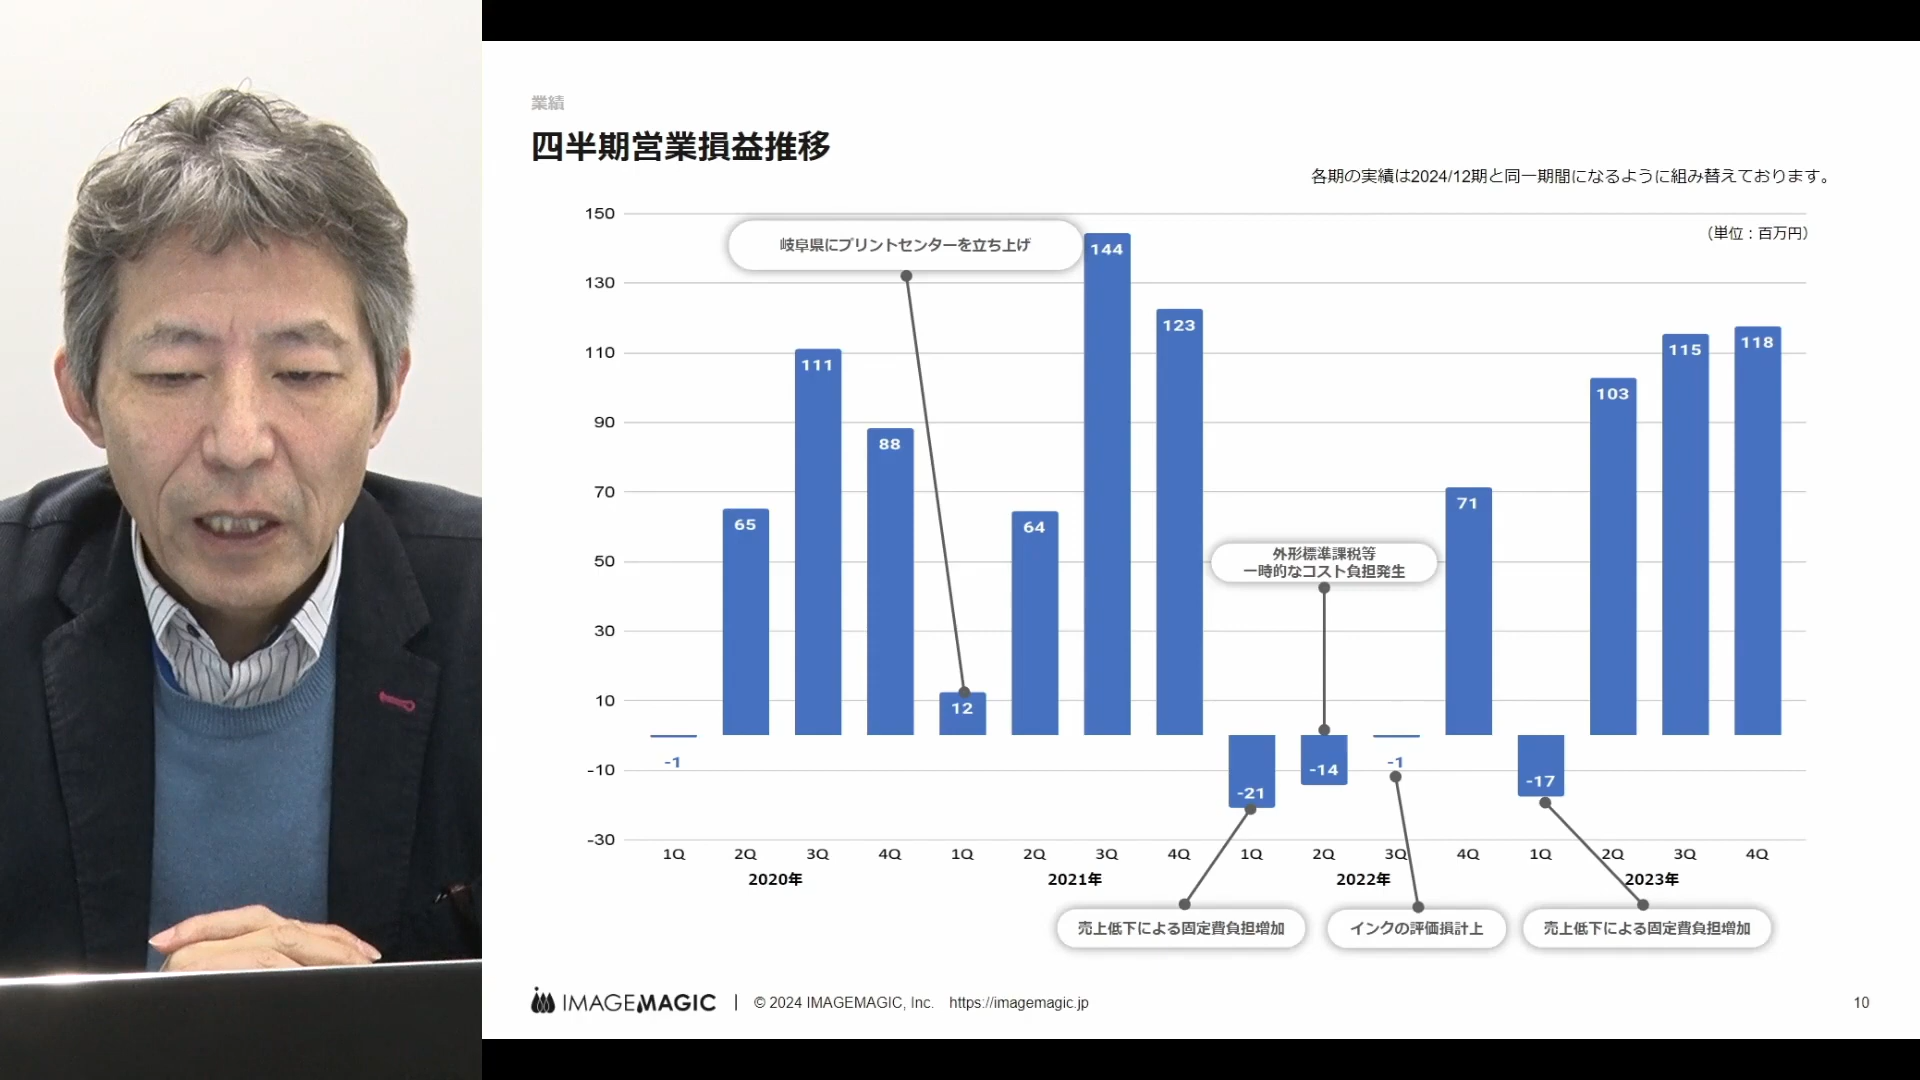 業績
四半期営業損益推移
各期の実績は2024/12期と同一期間になるように組み替えております。
（単位：百万円）
150
130
110
90
70
50
30
10
-10
-30
岐阜県にプリントセンターを立ち上げ
外形標準課税等
一時的なコスト負担発生
-1
65
111
88
12
64
144
123
-21
-14
-1
71
-17
103
115
118
1Q 2Q 3Q 4Q 1Q 2Q 3Q 4Q 1Q 2Q 3Q 4Q 1Q 2Q 3Q 4Q
2020年 2021年 2022年 2023年
売上低下による固定費負担増加
インクの評価損計上
売上低下による固定費負担増加
IMAGEMAGIC | © 2024 IMAGEMAGIC, Inc. https://imagemagic.jp
10